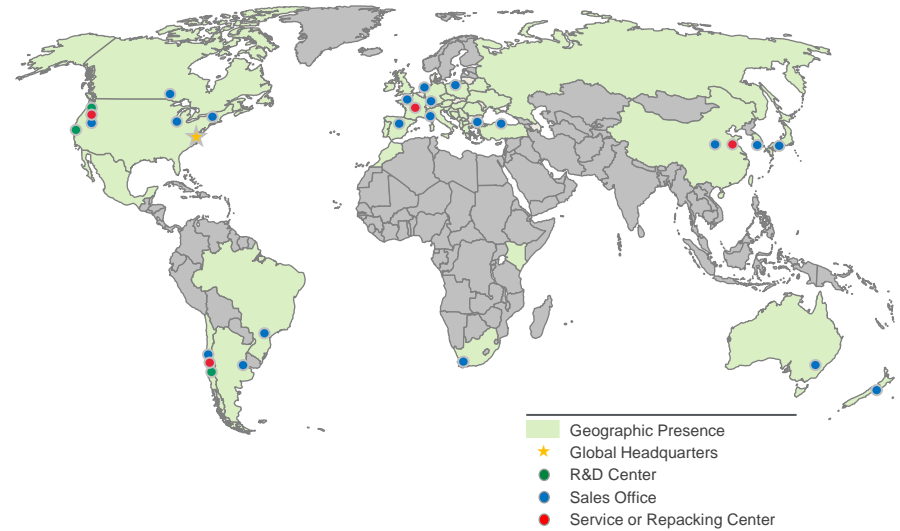 Geographic Presence
Global Headquarters
R&D Center
Sales Office
Service or Repacking Center